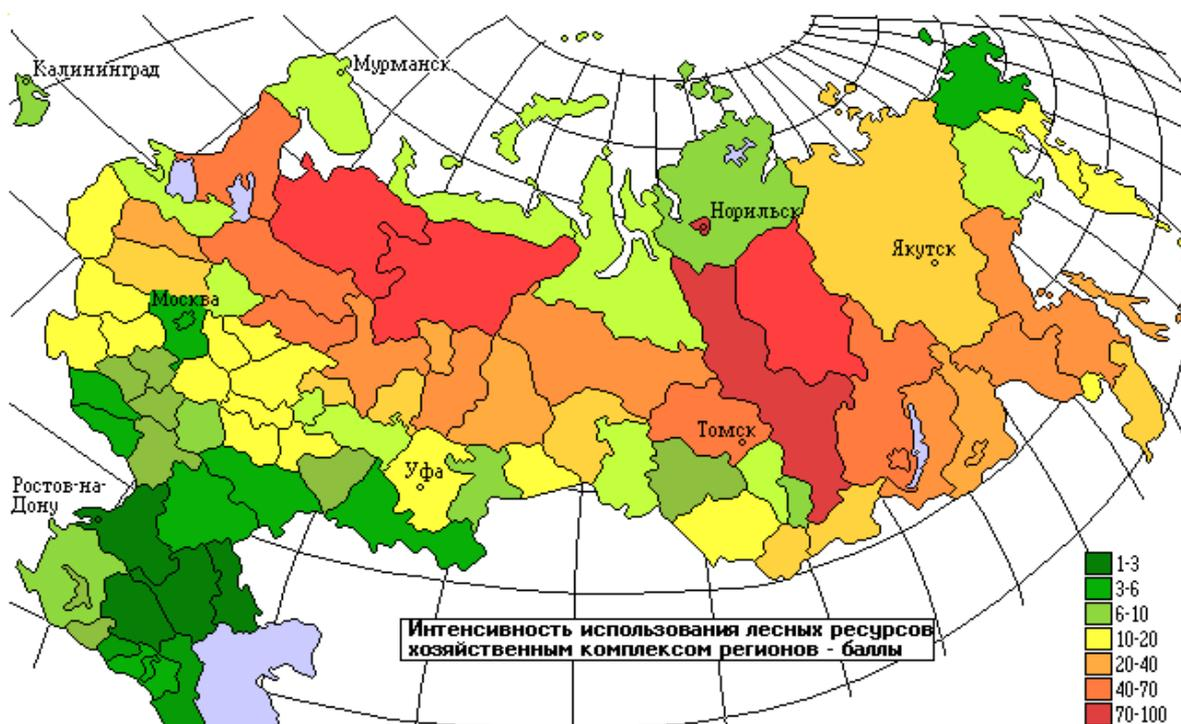 Калининград
Мурманск
Норильск
Якутск
Москва
Томск
Уфа
Ростов-на-
Дону
Интенсивность использования лесных ресурсов
хозяйственным комплексом регионов - баллы
1-3
3-6
6-10
10-20
20-40
40-70
70-100